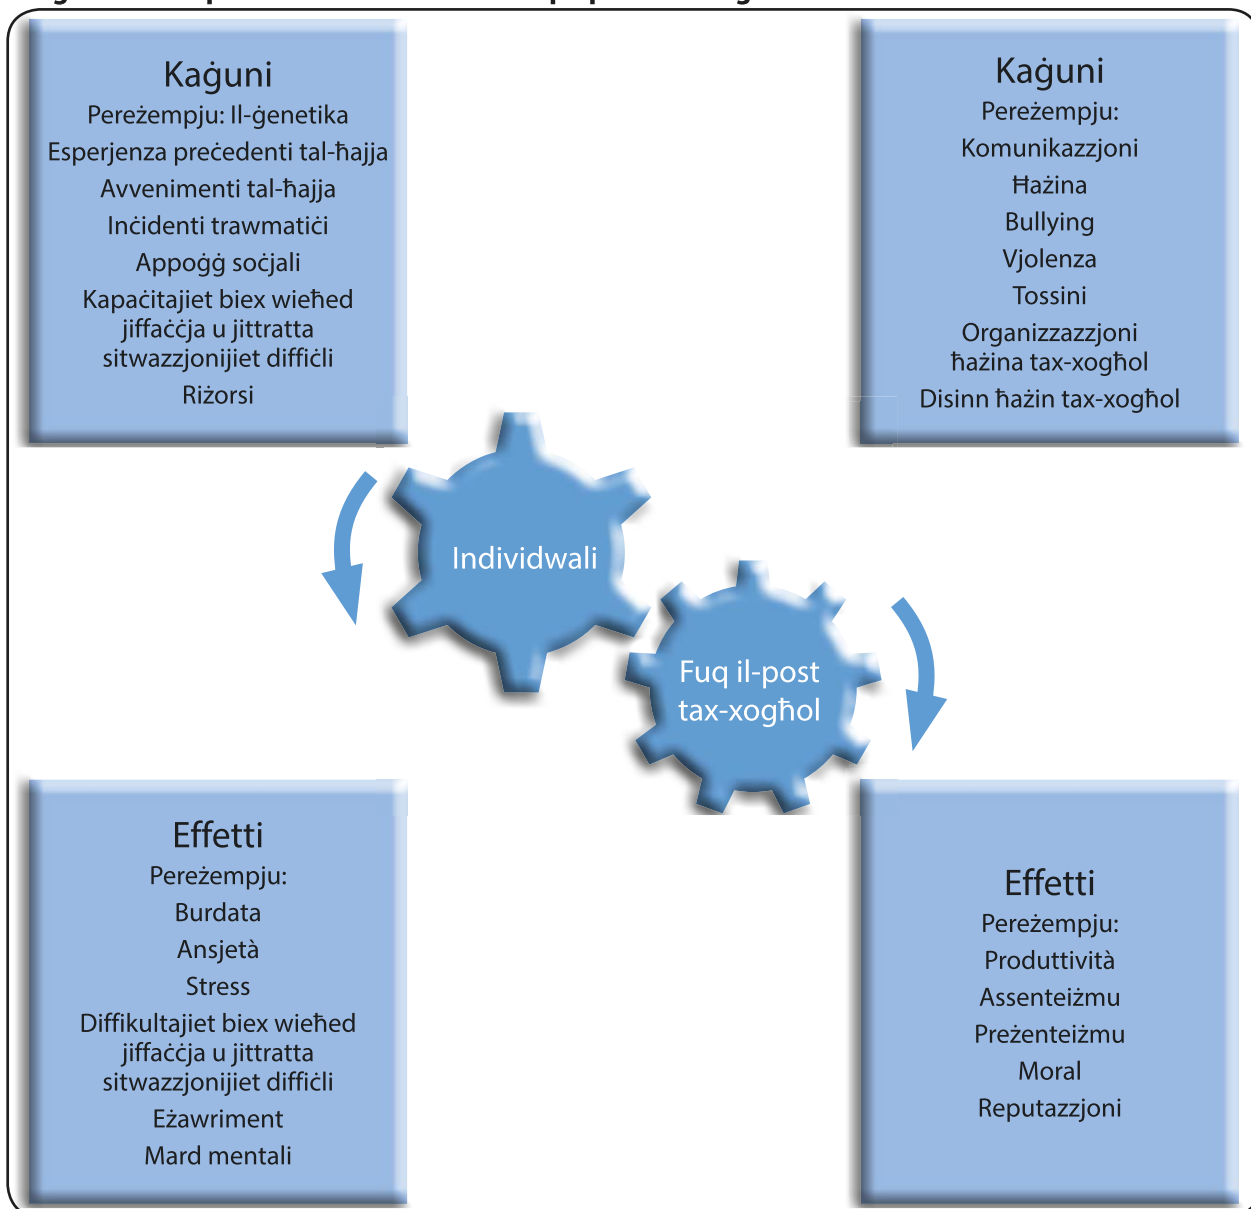 Kaġuni
Pereżempju: Il-ġenetika
Esperjenza preċedenti tal-ħajja
Avvenimenti tal-ħajja
Inċidenti trawmatiċi
Appoġġ soċjali
Kapaċitajiet biex wieħed
jiffaċċja u jittratta
sitwazzjonijiet diffiċli
Riżorsi
Kaġuni
Pereżempju:
Komunikazzjoni
Ħażina
Bullying
Vjolenza
Tossini
Organizzazzjoni
ħażina tax-xogħol
Disinn ħażin tax-xogħol
Individwali
Fuq il-post
tax-xogħol
Effetti
Pereżempju:
Burdata
Ansjetà
Stress
Diffikultajiet biex wieħed
jiffaċċja u jittratta
sitwazzjonijiet diffiċli
Eżawriment
Mard mentali
Effetti
Pereżempju:
Produttività
Assenteiżmu
Preżenteiżmu
Moral
Reputazzjoni